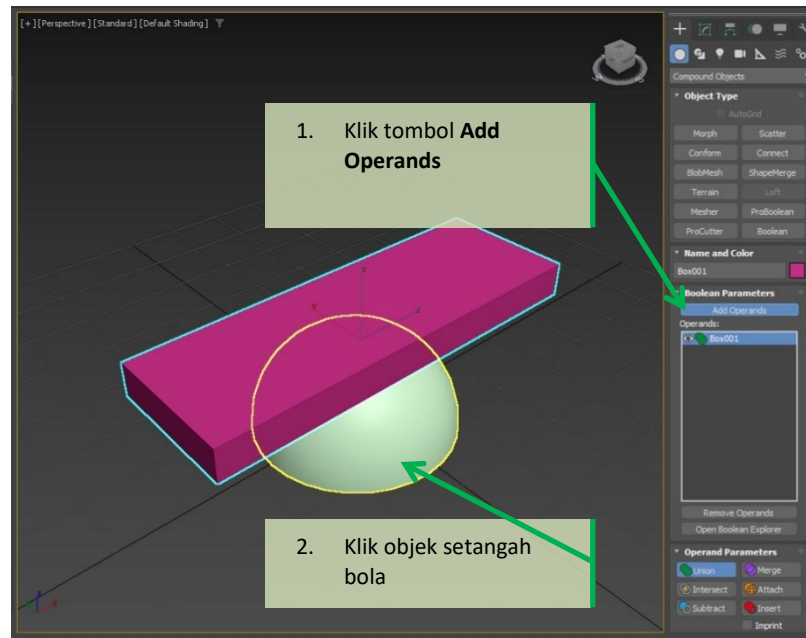 [+][Perspective][Standard][Default Shading]
Compound Objects
Object Type
AutoGrid
Morph Scatter
Conform Connect
BlobMesh ShapeMerge
Terrain Loft
Mesher ProBoolean
ProCutter Boolean
Name and Color
Box001
Boolean Parameters
Add Operands
Operands:
Box001
Remove Operands
Open Boolean Explorer
Operand Parameters
Union Merge
Intersect Attach
Subtract Insert
Imprint
1. Klik tombol Add
Operands
2. Klik objek setangah
bola
z
y
x